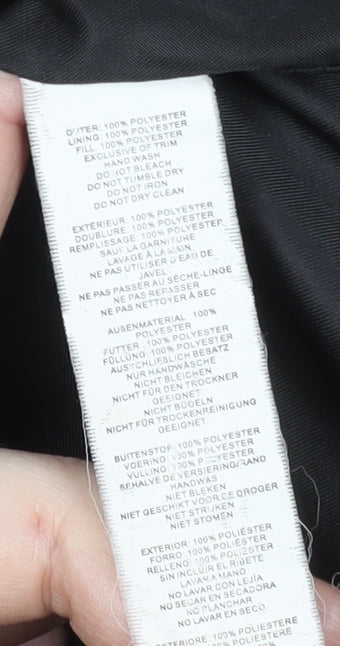 OUTER: 100% POLYESTER
LINING: 100% POLYESTER
FILL: 100% POLYESTER
EXCLUSIVE OF TRIM
HAND WASH
DO NOT BLEACH
DO NOT TUMBLE DRY
DO NOT IRON
DO NOT DRY CLEAN
EXTÉRIEUR: 100% POLYESTER
DOUBLURE: 100% POLYESTER
REMPLISSAGE: 100% POLYESTER
SAUF LA GARNITURE
LAVAGE A LA MAIN
NE PAS UTILISER D'EAU DE
JAVEL
NE PAS PASSER AU SÈCHE-LINGE
NE PAS REPASSER
NE PAS NETTOYER À SEC
AUßENMATERIAL 100%
POLYESTER
FUTTER: 100% POLYESTER
FÜLLUNG: 100% POLYESTER
AUSSCHLIEßLICH BESATZ
NUR HANDWÄSCHE
NICHT BLEICHEN
NICHT FÜR DEN TROCKNER
GEEIGNET
NICHT BÜGELN
NICHT FÜR TROCKENREINIGUNG
GEEIGNET
BUITENSTOF: 100% POLYESTER
VOERING: 100% POLYESTER
VULLING: 100% POLYESTER
BEHALVE DE VERSIERING/RAND
HANDWAS
NIET BLEKEN
NIET GESCHIKT VOOR DE DROGER
NIET STRIJKEN
NIET STOMEN
EXTERIOR: 100% POLIÉSTER
FORRO: 100% POLIÉSTER
RELLENO: 100% POLIÉSTER
SIN INCLUIR EL RIBETE
LAVAR A MANO
NO LAVAR CON LEJÍA
NO SECAR EN SECADORA
NO PLANCHAR
NO LAVAR EN SECO
ESTERIORE: 100% POLIESTERE
100% POLIESTERE